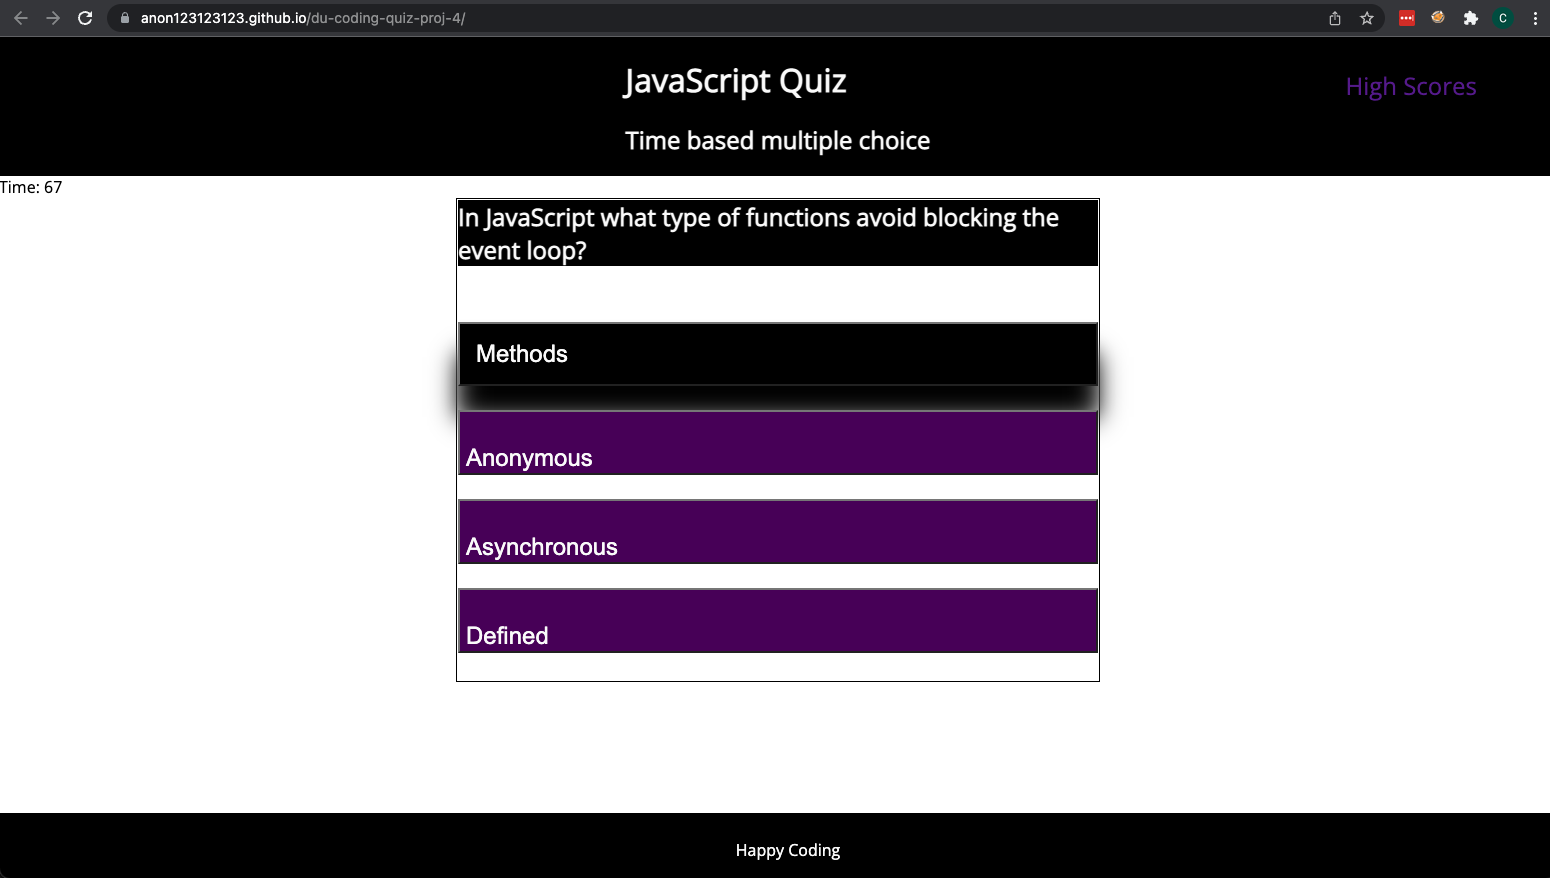 anon123123123.github.io/du-coding-quiz-proj-4/
C
JavaScript Quiz
High Scores
Time based multiple choice
Time: 67
In JavaScript what type of functions avoid blocking the
event loop?
Methods
Anonymous
Asynchronous
Defined
Happy Coding